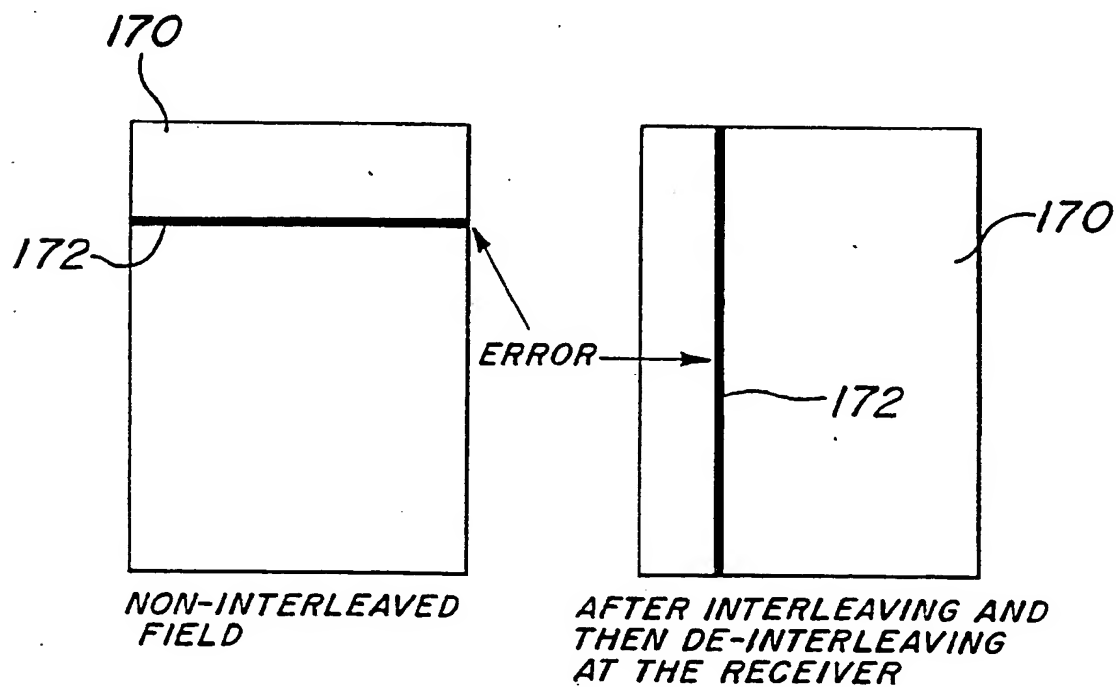 170
170
172
ERROR
172
NON-INTERLEAVED
FIELD
AFTER INTERLEAVING AND
THEN DE-INTERLEAVING
AT THE RECEIVER